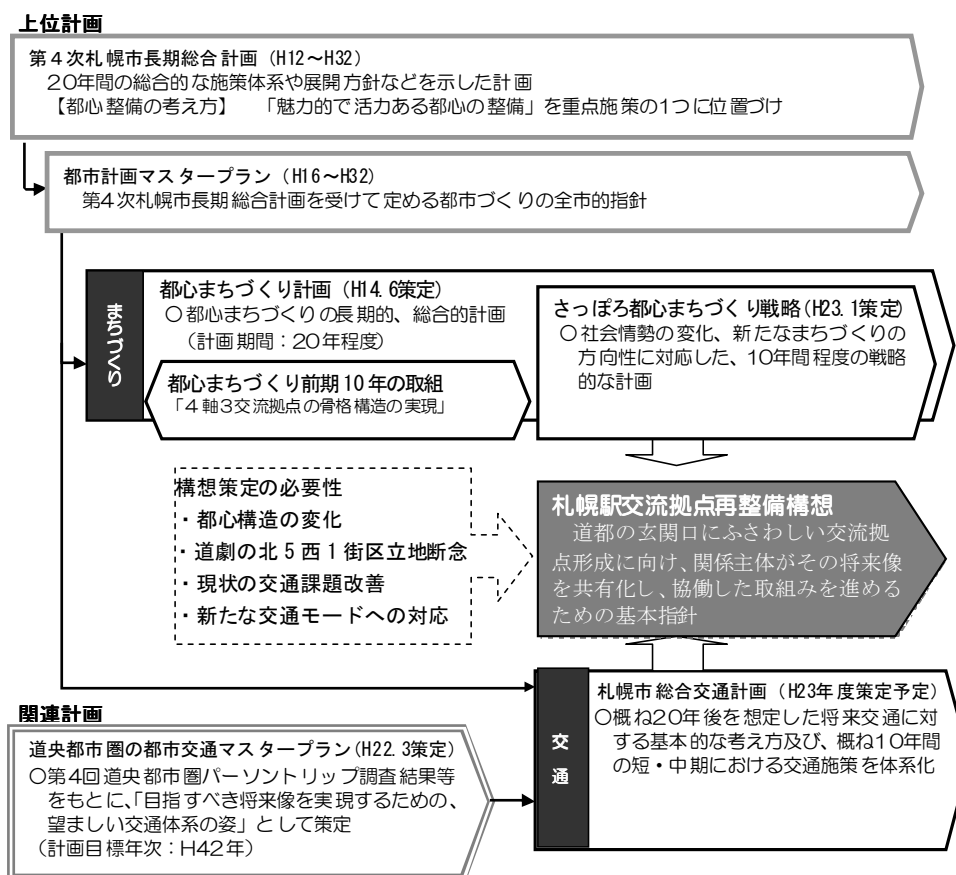 上位計画
第4次札幌市長期総合計画（H12～H32）
20年間の総合的な施策体系や展開方針などを示した計画
【都心整備の考え方】　「魅力的で活力ある都心の整備」を重点施策の1つに位置づけ
都市計画マスタープラン（H16～H32）
第4次札幌市長期総合計画を受けて定める都市づくりの全市的指針
まちづくり
都心まちづくり計画（H14.6策定）
○都心まちづくりの長期的、総合的計画
（計画期間：20年程度）
都心まちづくり前期10年の取組
「4軸3交流拠点の骨格構造の実現」
さっぽろ都心まちづくり戦略（H23.1策定）
○社会情勢の変化、新たなまちづくりの
方向性に対応した、10年間程度の戦略
的な計画
構想策定の必要性
・都心構造の変化
・道劇の北5西1街区立地断念
・現状の交通課題改善
・新たな交通モードへの対応
札幌駅交流拠点再整備構想
道都の玄関口にふさわしい交流拠
点形成に向け、関係主体がその将来像
を共有化し、協働した取組みを進める
ための基本指針
関連計画
道央都市圏の都市交通マスタープラン（H22.3策定）
○第4回道央都市圏パーソントリップ調査結果等
をもとに、「目指すべき将来像を実現するための、
望ましい交通体系の姿」として策定
（計画目標年次：H42年）
交通
札幌市総合交通計画（H23年度策定予定）
○概ね20年後を想定した将来交通に対
する基本的な考え方及び、概ね10年間
の短・中期における交通施策を体系化